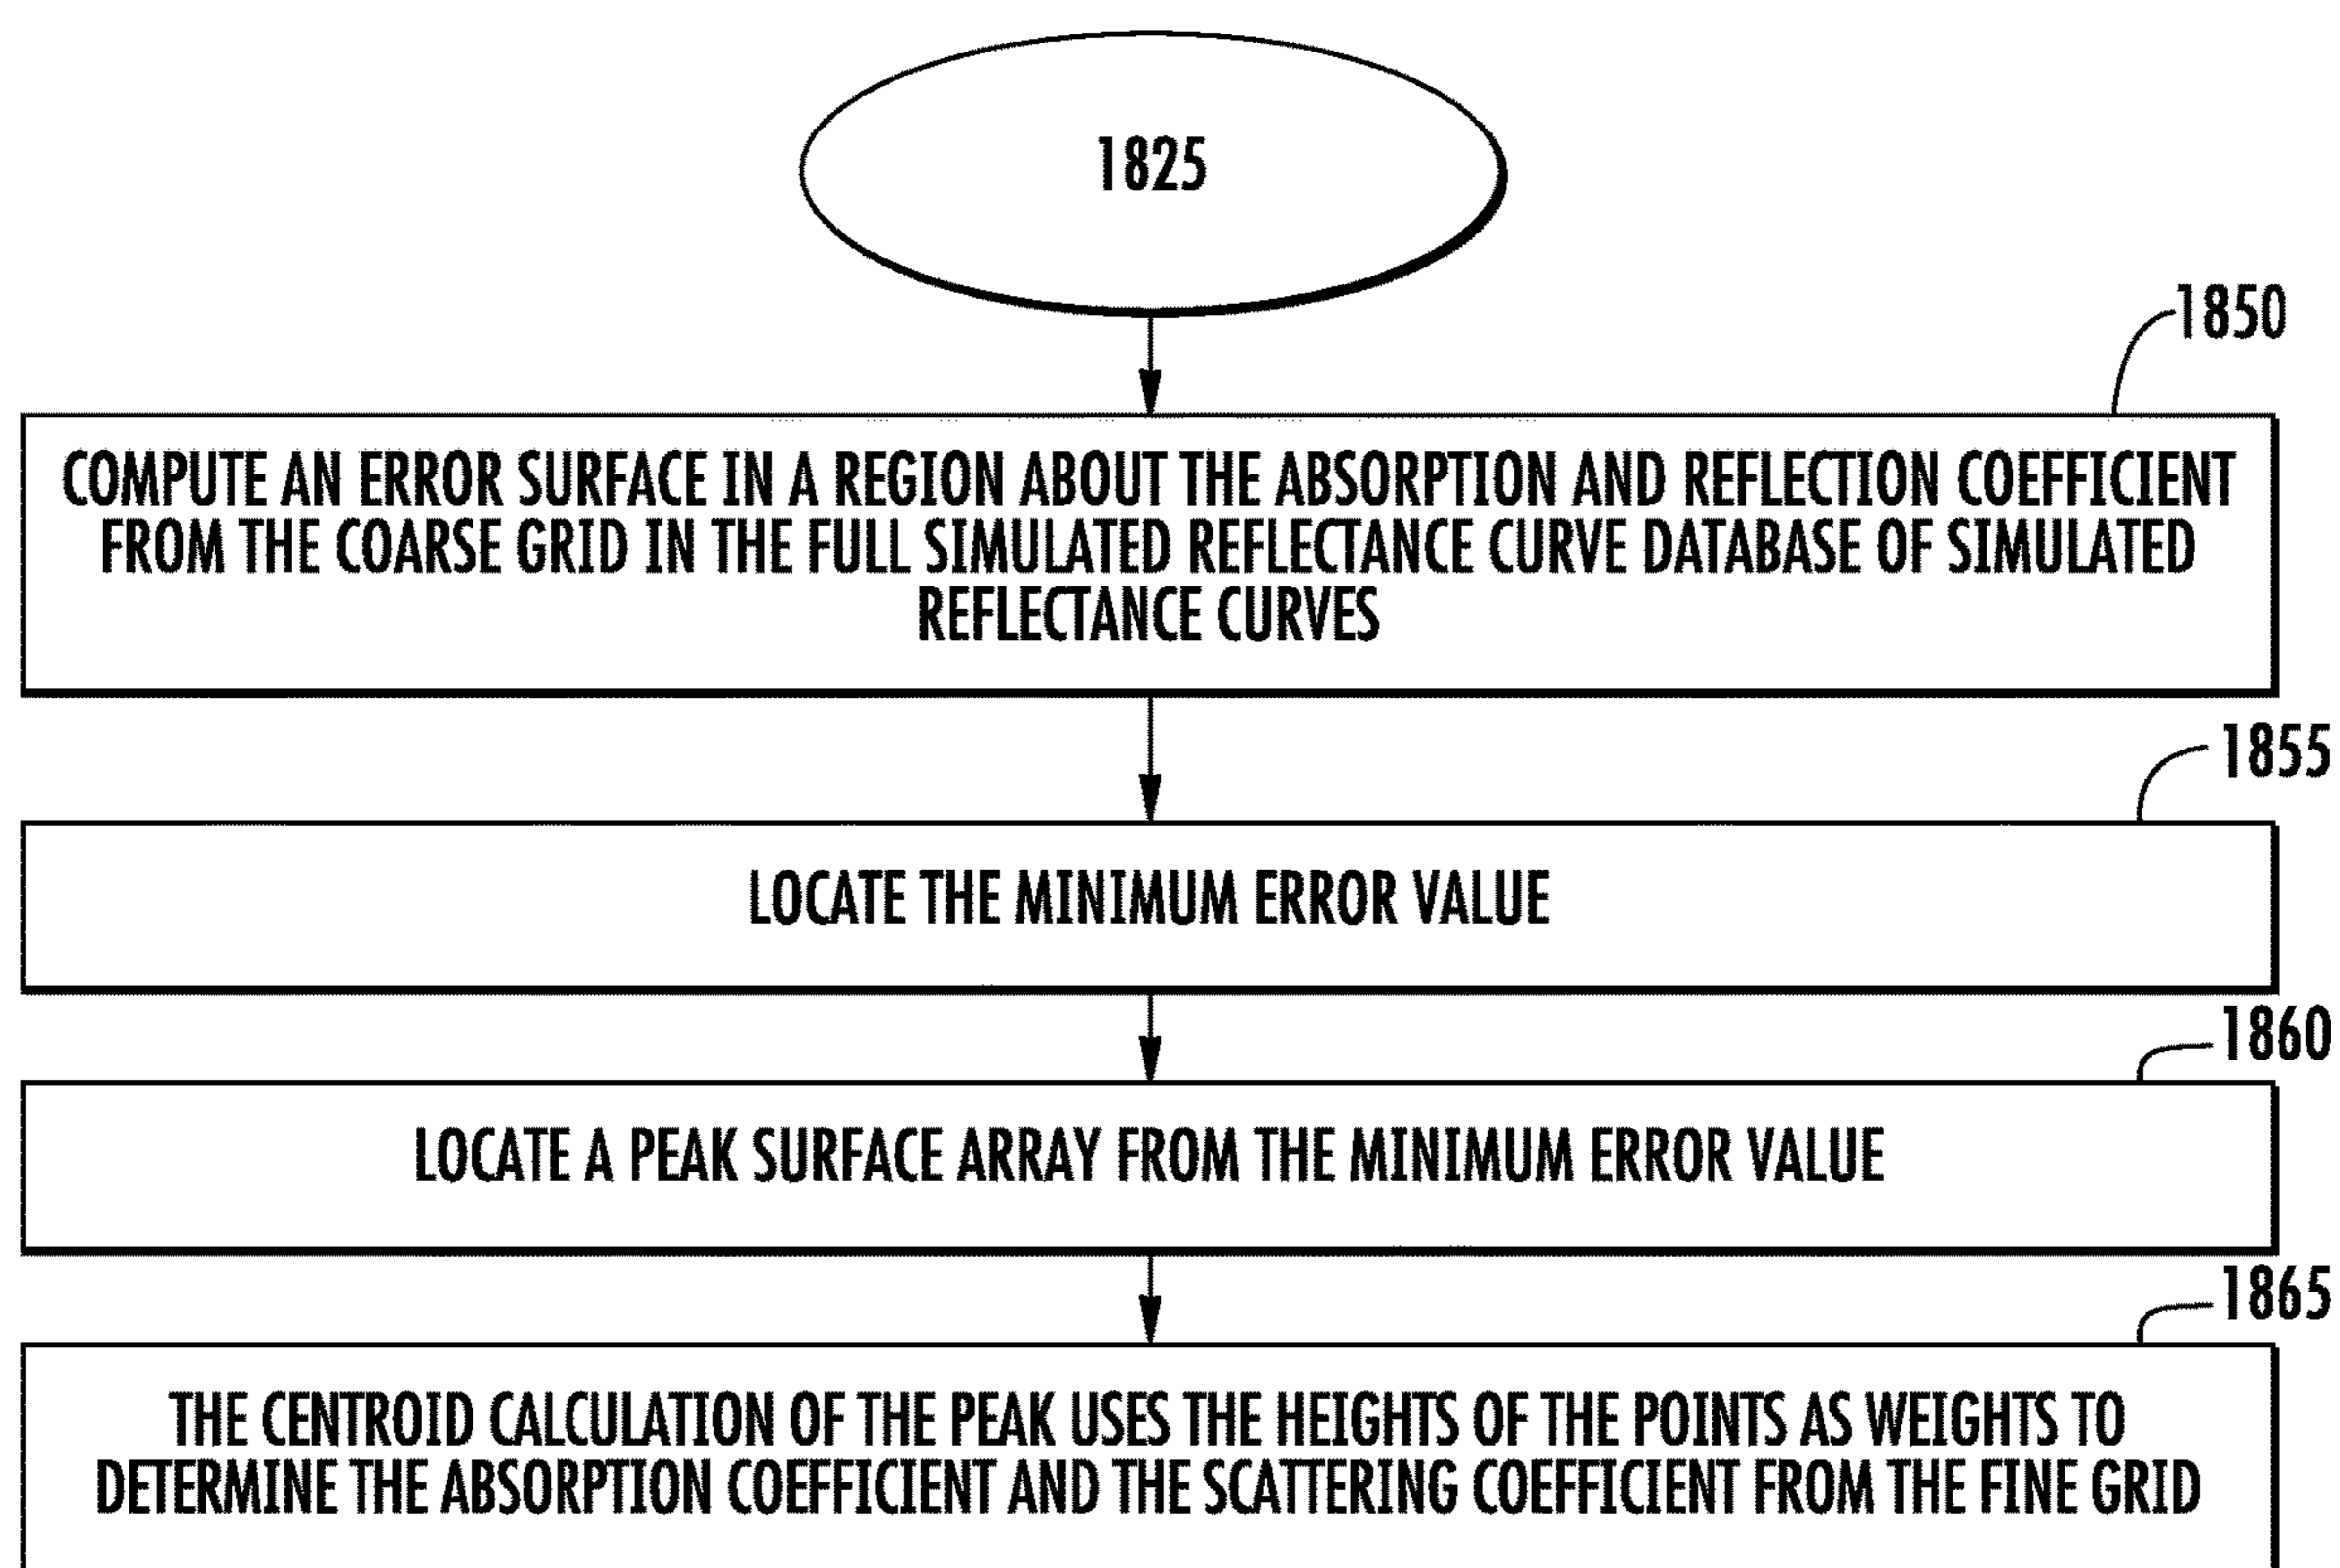 1825
1850
COMPUTE AN ERROR SURFACE IN A REGION ABOUT THE ABSORPTION AND REFLECTION COEFFICIENT
FROM THE COARSE GRID IN THE FULL SIMULATED REFLECTANCE CURVE DATABASE OF SIMULATED
REFLECTANCE CURVES
1855
LOCATE THE MINIMUM ERROR VALUE
1860
LOCATE A PEAK SURFACE ARRAY FROM THE MINIMUM ERROR VALUE
1865
THE CENTROID CALCULATION OF THE PEAK USES THE HEIGHTS OF THE POINTS AS WEIGHTS TO
DETERMINE THE ABSORPTION COEFFICIENT AND THE SCATTERING COEFFICIENT FROM THE FINE GRID